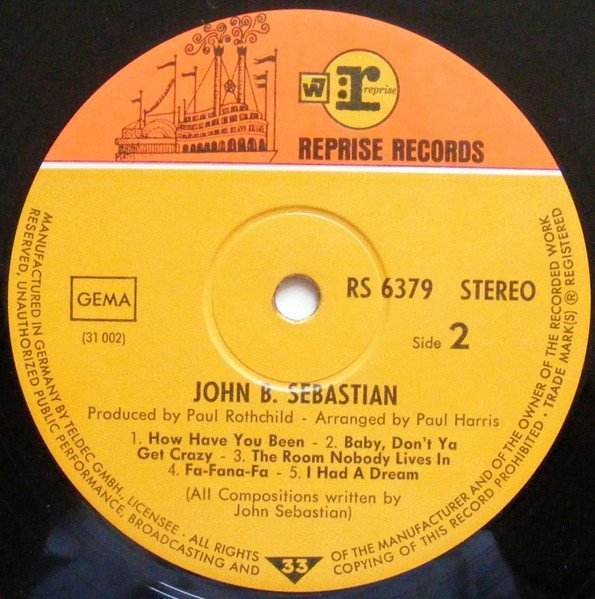 W7
:r
reprise
REPRISE RECORDS
GEMA
(31 002)
RS 6379 STEREO
Side 2
JOHN B. SEBASTIAN
Produced by Paul Rothchild - Arranged by Paul Harris
1. How Have You Been - 2. Baby, Don't Ya
Get Crazy - 3. The Room Nobody Lives In
4. Fa-Fana-Fa - 5. I Had A Dream
(All Compositions written by
John Sebastian)
MANUFACTURED IN GERMANY BY TELDEC GMBH., LICENSEE · ALL RIGHTS
RESERVED, UNAUTHORIZED PUBLIC PERFORMANCE, BROADCASTING AND
33
OF THE MANUFACTURER AND OF THE OWNER OF THE RECORDED WORK
COPYING OF THIS RECORD PROHIBITED · TRADE MARK(S) ® REGISTERED